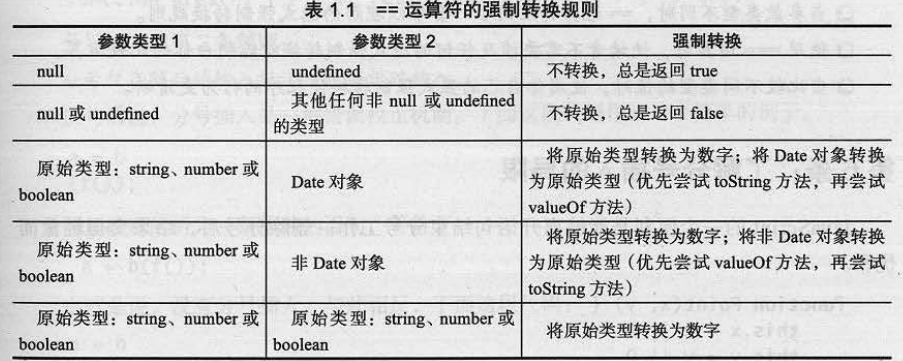 表 1.1 == 运算符的强制转换规则
参数类型 1 参数类型 2 强制转换
null undefined 不转换，总是返回 true
null 或 undefined 其他任何非 null 或 undefined 的类型 不转换，总是返回 false
原始类型：string、number 或 boolean Date 对象 将原始类型转换为数字；将 Date 对象转换为原始类型（优先尝试 toString 方法，再尝试 valueOf 方法）
原始类型：string、number 或 boolean 非 Date 对象 将原始类型转换为数字；将非 Date 对象转换为原始类型（优先尝试 valueOf 方法，再尝试 toString 方法）
原始类型：string、number 或 boolean 原始类型：string、number 或 boolean 将原始类型转换为数字